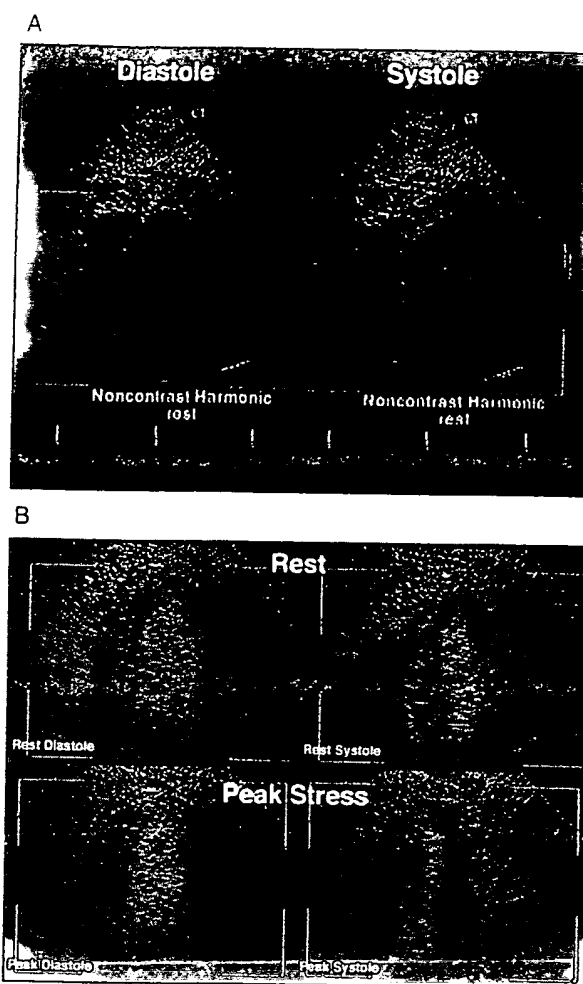 A
Diastole Systole
Noncontrast Harmonic Noncontrast Harmonic
rest rest
B
Rest
Rest Diastole Rest Systole
Peak Stress
Peak Diastole Peak Systole